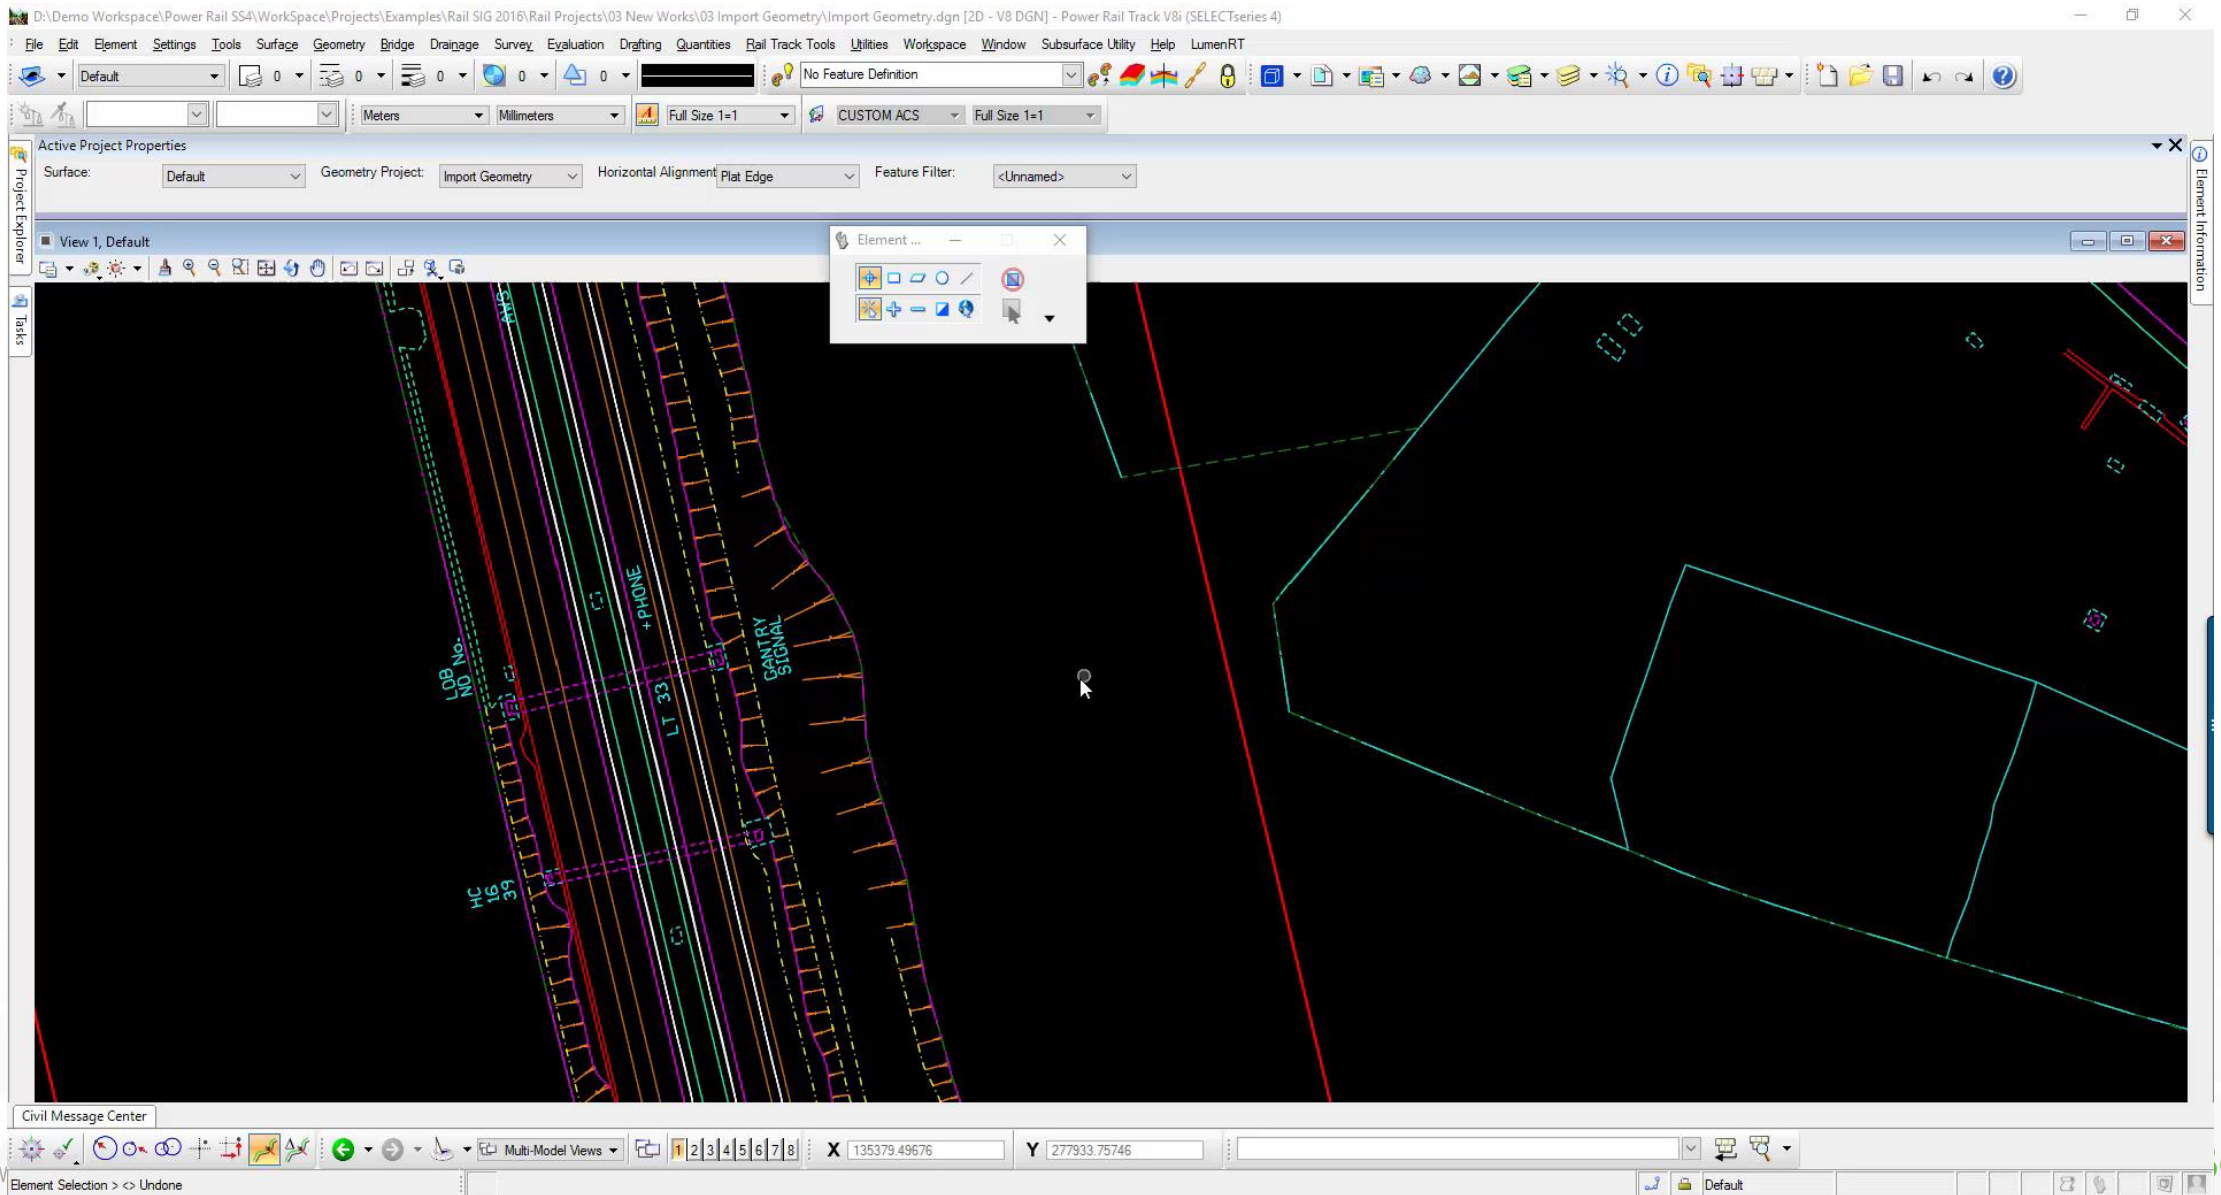 D:\Demo Workspace\Power Rail SS4\WorkSpace\Projects\Examples\Rail SIG 2016\Rail Projects\03 New Works\03 Import Geometry\Import Geometry.dgn [2D - V8 DGN] - Power Rail Track V8i (SELECTseries 4)
File Edit Element Settings Tools Surface Geometry Bridge Drainage Survey Evaluation Drafting Quantities Rail Track Tools Utilities Workspace Window Subsurface Utility Help LumenRT
Default 0 0 0 0 0 No Feature Definition
Meters Millimeters Full Size 1=1 CUSTOM ACS Full Size 1=1
Active Project Properties
Surface: Default Geometry Project: Import Geometry Horizontal Alignment Plat Edge Feature Filter: <Unnamed>
Project Explorer
Element Information
Tasks
View 1, Default
Element ...
AWS
+PHONE
GANTRY
SIGNAL
LOB No.
NO
LT 33
HC
16
39
Civil Message Center
Multi-Model Views 1 2 3 4 5 6 7 8 X 135379.49676 Y 277933.75746
Element Selection > <> Undone Default